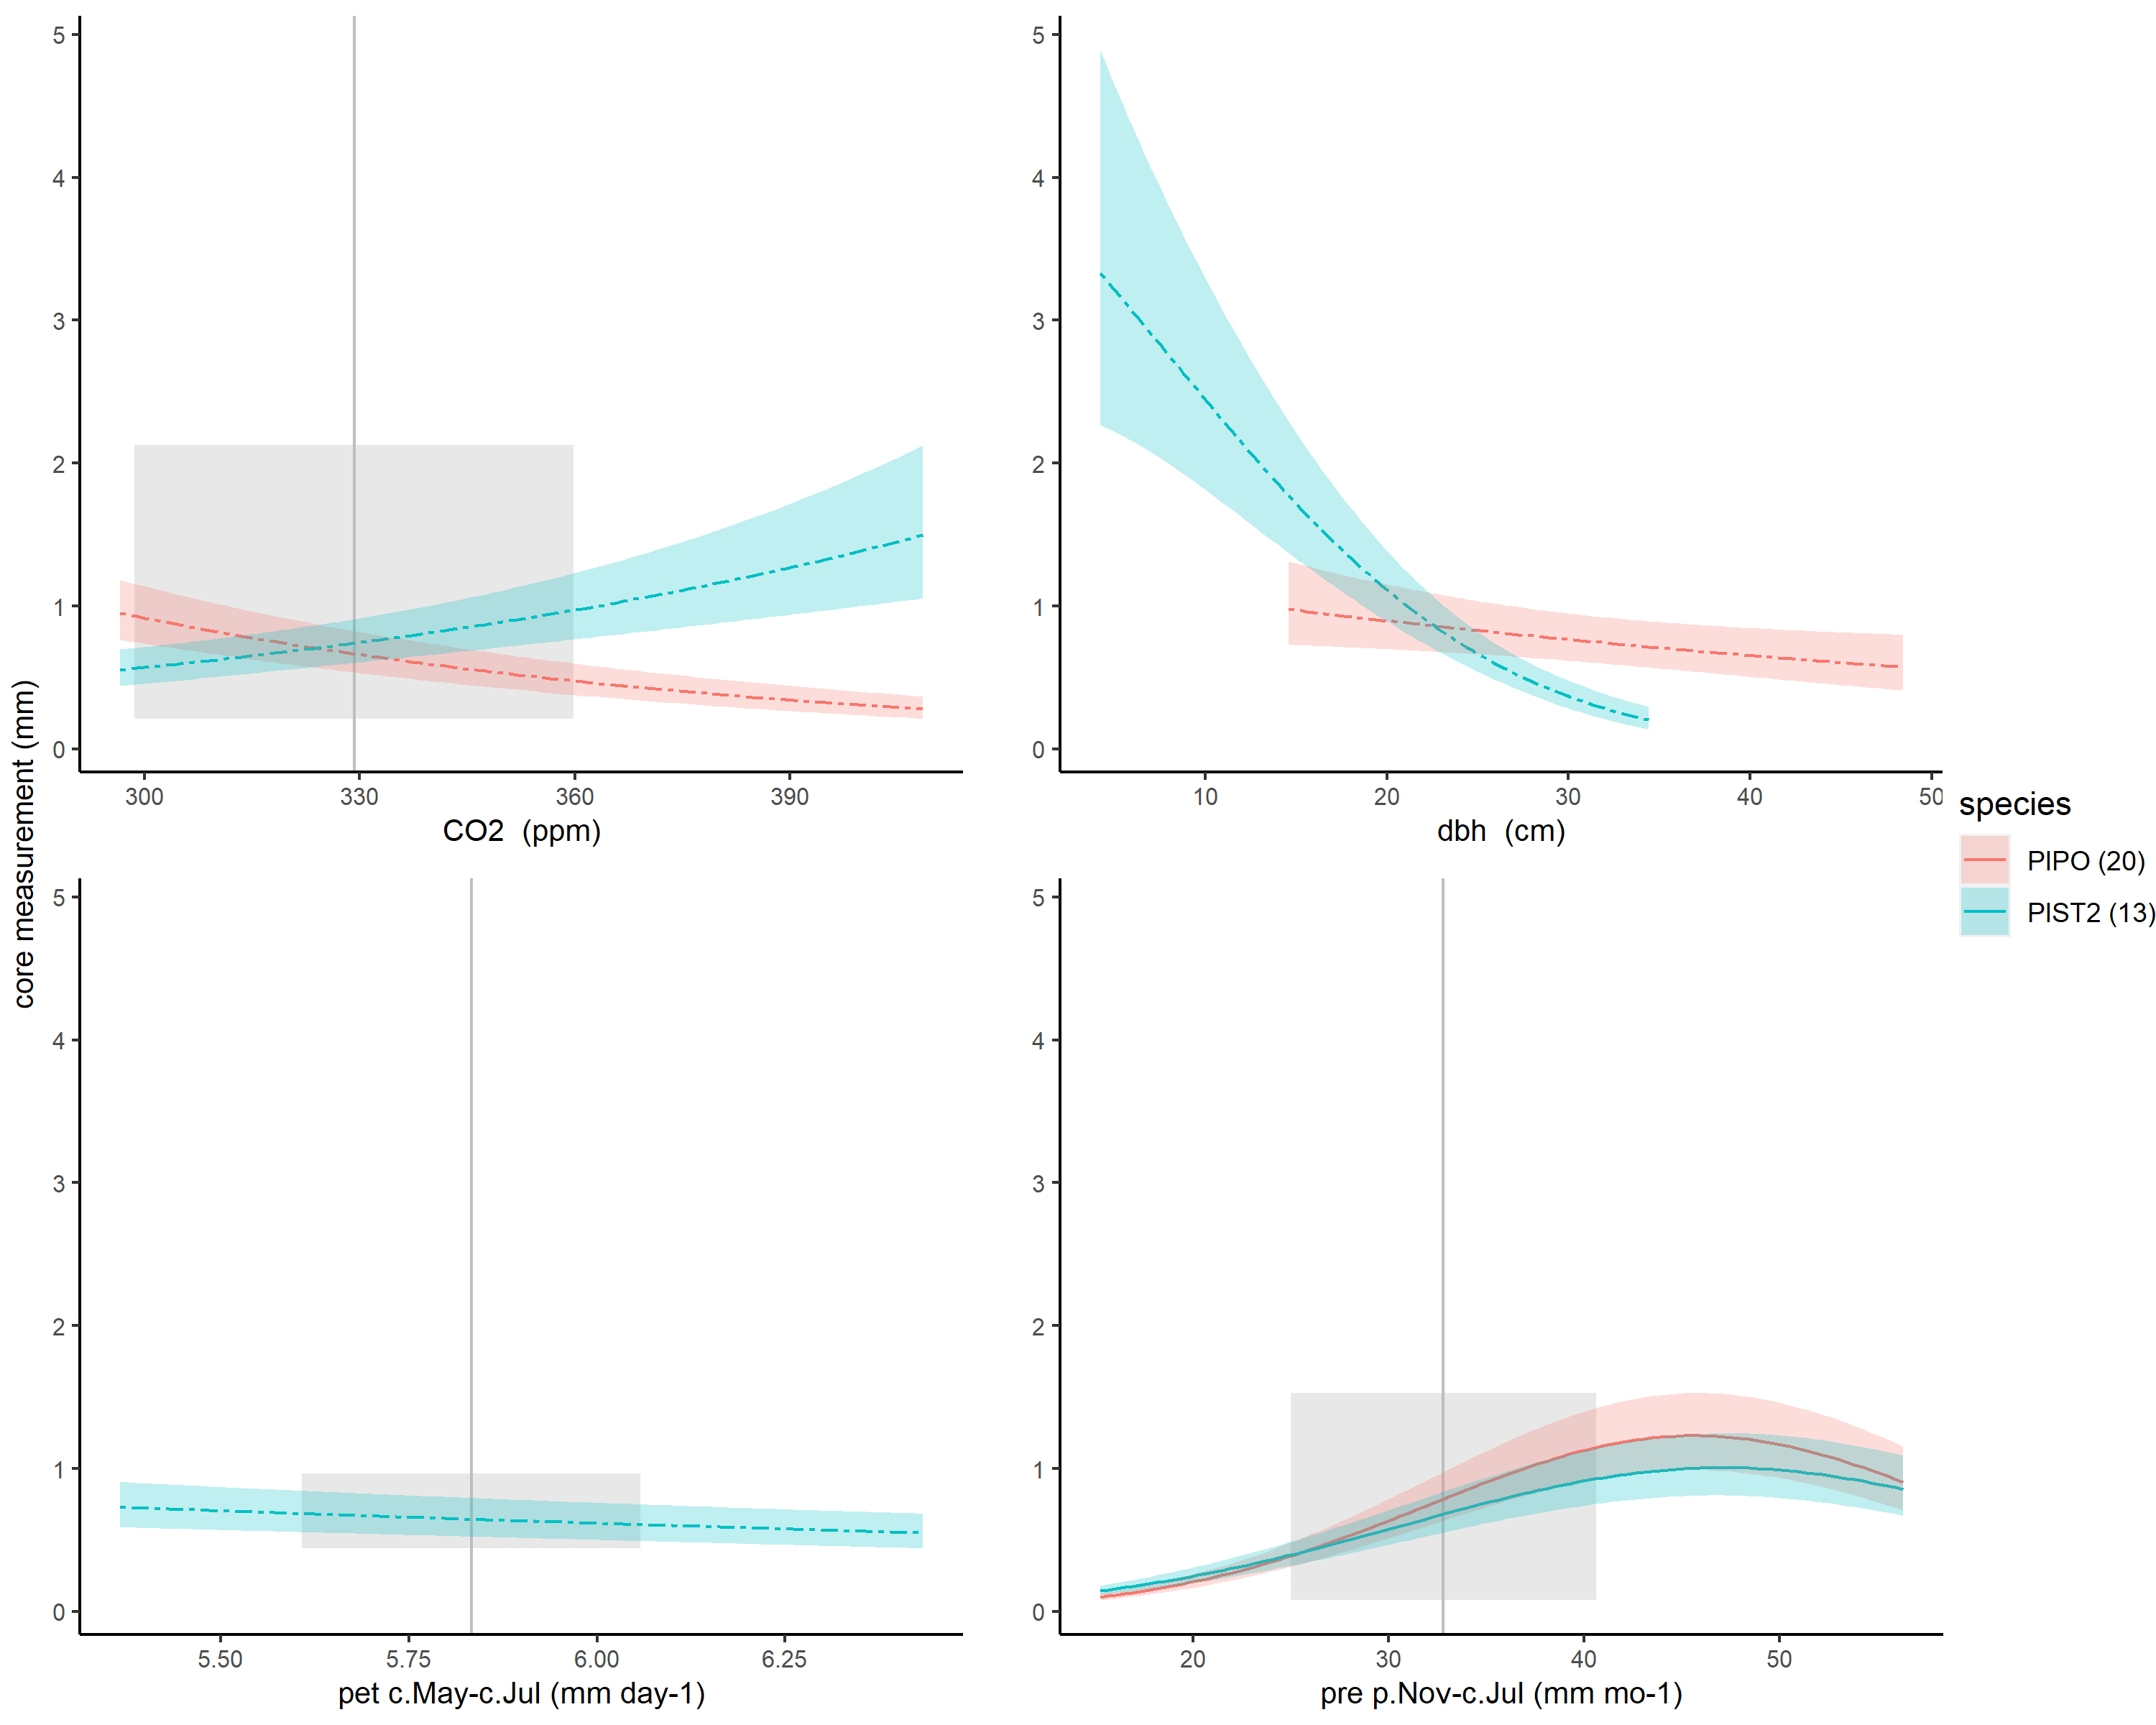 core measurement (mm)
5
4
3
2
1
0
300 330 360 390
CO2 (ppm)
5
4
3
2
1
0
10 20 30 40 50
dbh (cm)
5
4
3
2
1
0
5.50 5.75 6.00 6.25
pet c.May-c.Jul (mm day-1)
5
4
3
2
1
0
20 30 40 50
pre p.Nov-c.Jul (mm mo-1)
species
PIPO (20)
PIST2 (13)